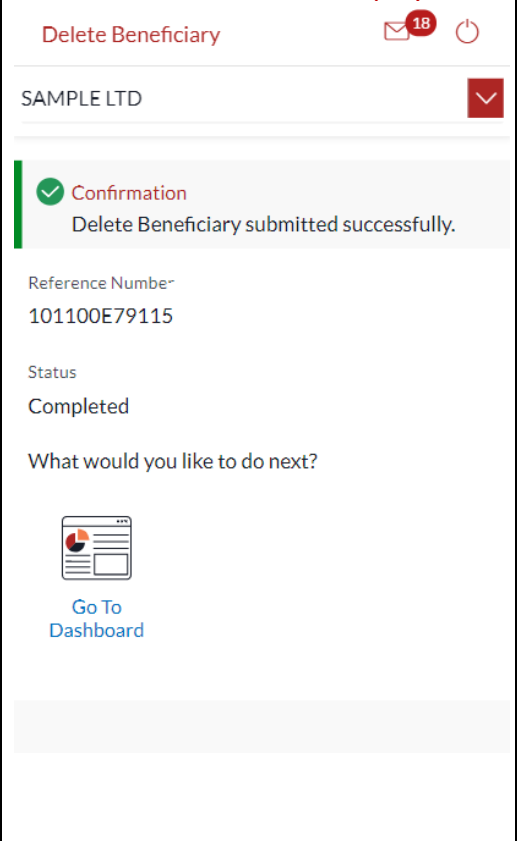 Delete Beneficiary
18
SAMPLE LTD
Confirmation
Delete Beneficiary submitted successfully.
Reference Number
101100E79115
Status
Completed
What would you like to do next?
Go To
Dashboard